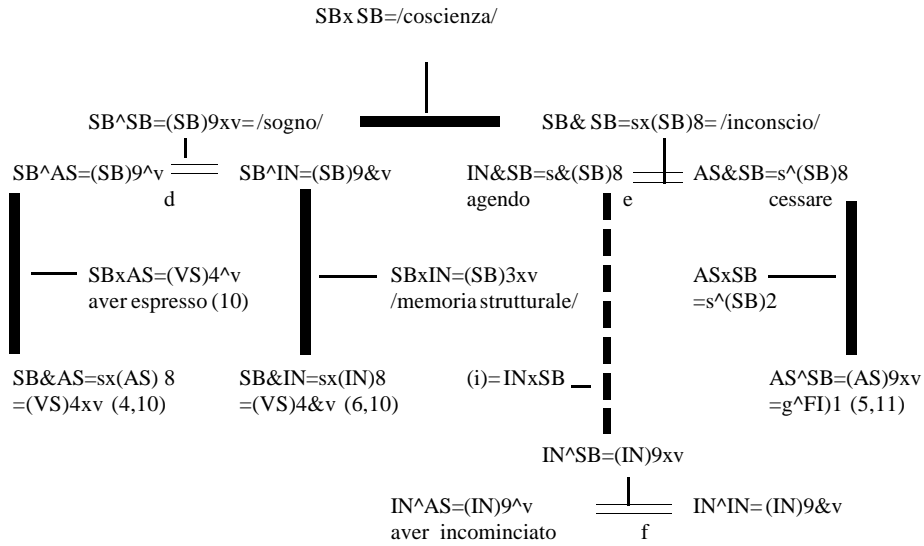 SBx SB=/coscienza/
SB^SB=(SB)9xv=/sogno/
SB& SB=sx(SB)8= /inconscio/
SB^AS=(SB)9^v
SB^IN=(SB)9&v
IN&SB=s&(SB)8
AS&SB=s^(SB)8
d
agendo
e
cessare
SBxAS=(VS)4^v
SBxIN=(SB)3xv
ASxSB
aver espresso (10)
/memoria strutturale/
=s^(SB)2
SB&AS=sx(AS) 8
SB&IN=sx(IN)8
(i)= INxSB
AS^SB=(AS)9xv
=(VS)4xv (4,10)
=(VS)4&v (6,10)
=g^FI)1 (5,11)
IN^SB=(IN)9xv
IN^AS=(IN)9^v
IN^IN= (IN)9&v
aver incominciato
f